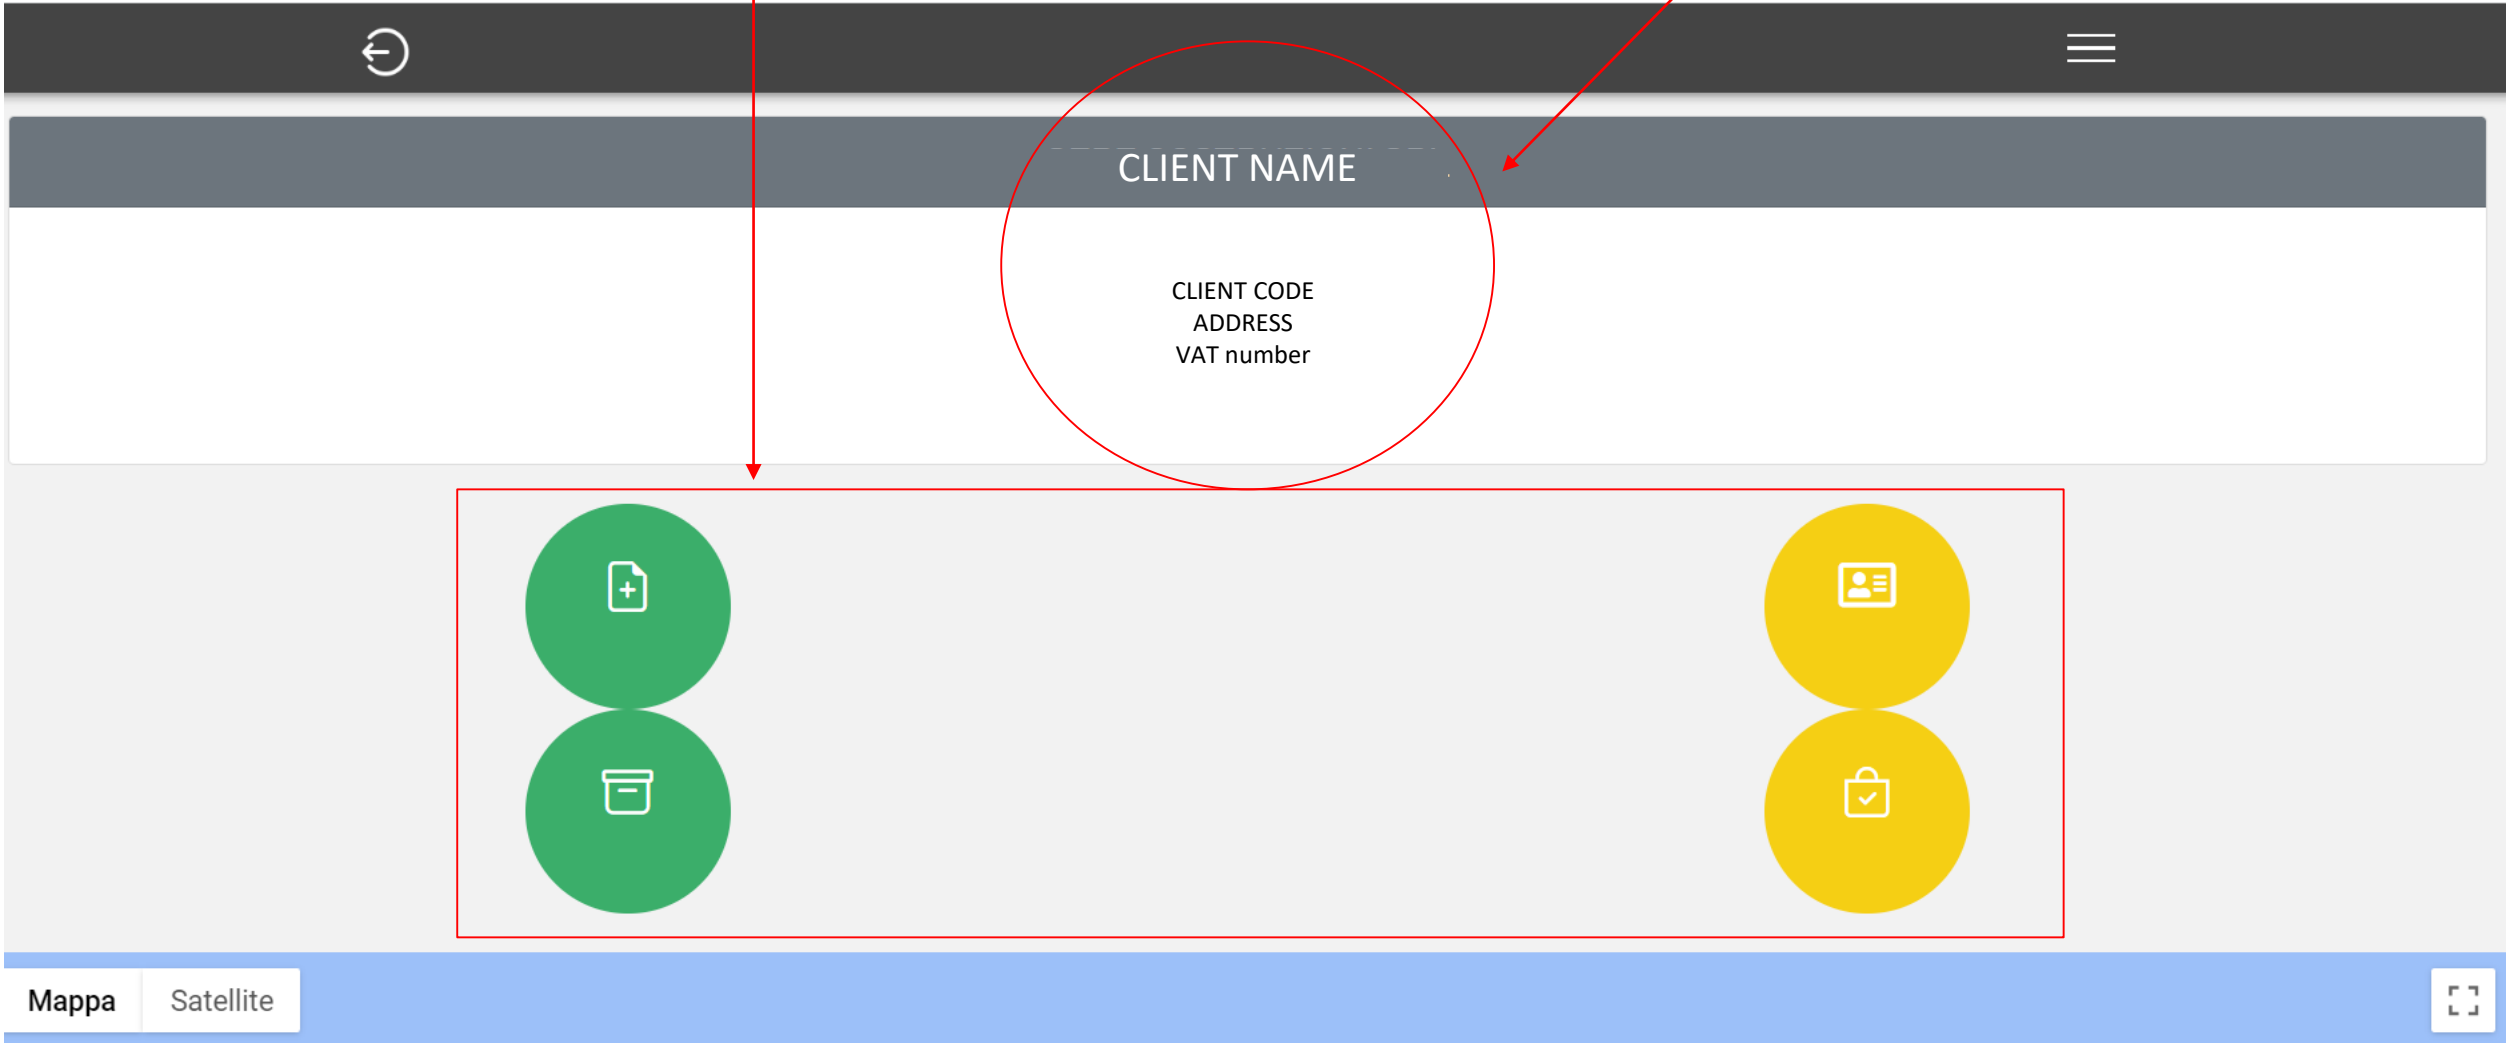 CLIENT NAME
CLIENT CODE
ADDRESS
VAT number
Mappa Satellite